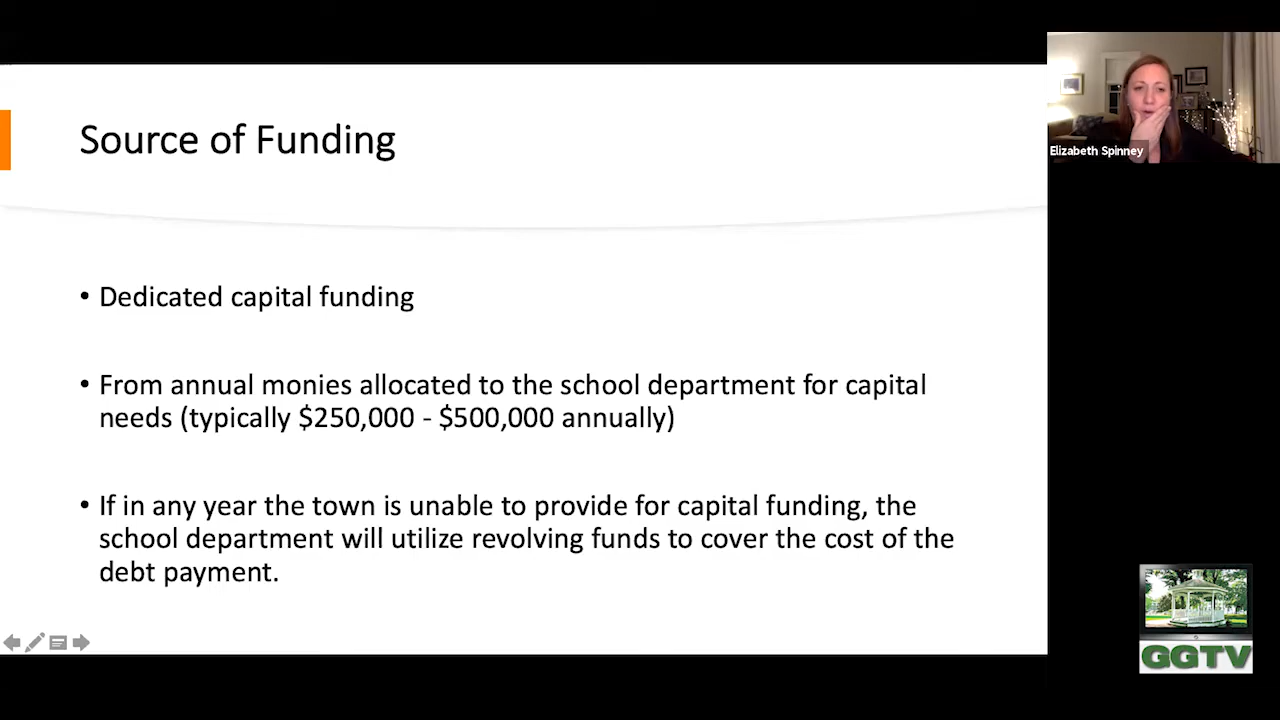 Source of Funding
Elizabeth Spinney
• Dedicated capital funding
• From annual monies allocated to the school department for capital
needs (typically $250,000 - $500,000 annually)
• If in any year the town is unable to provide for capital funding, the
school department will utilize revolving funds to cover the cost of the
debt payment.
GGTV